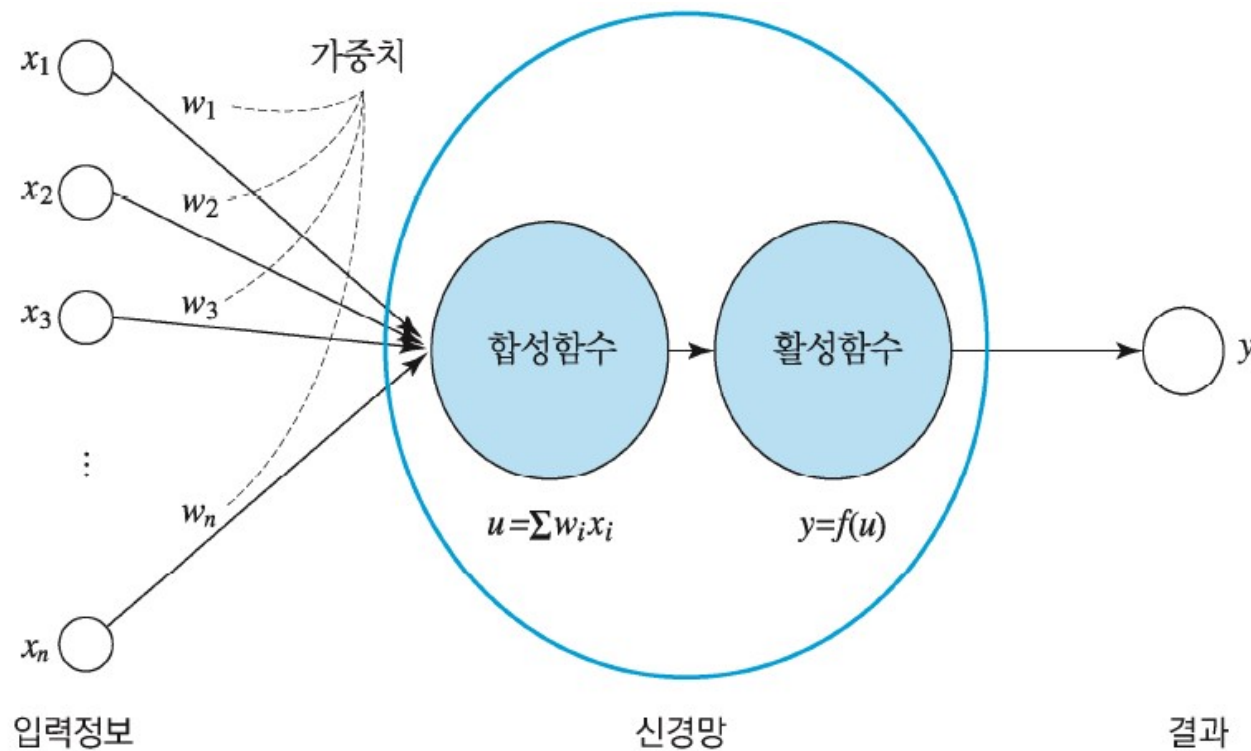 x1
가중치
w1
x2
w2
x3
w3
합성함수
활성함수
y
⋮
wn
u=Σwixi
y=f(u)
xn
입력정보
신경망
결과